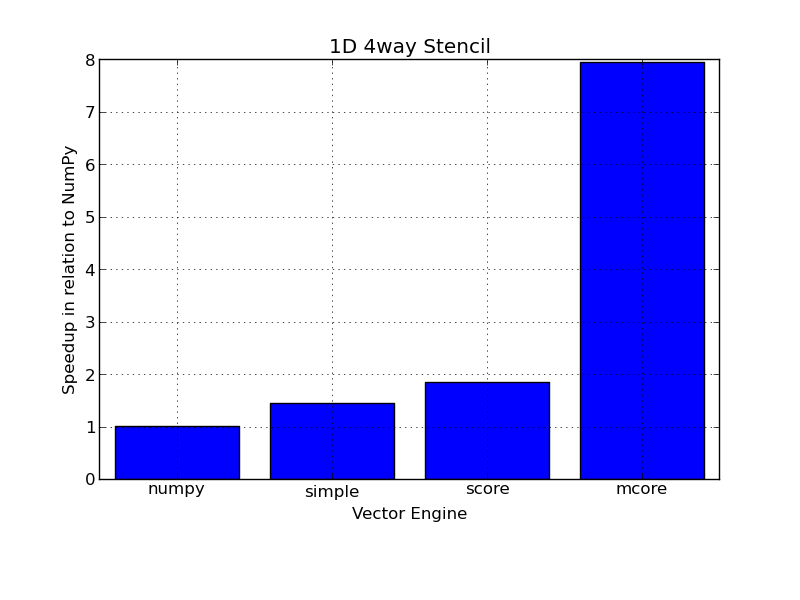 1D 4way Stencil
Speedup in relation to NumPy
8
7
6
5
4
3
2
1
0
numpy simple score mcore
Vector Engine